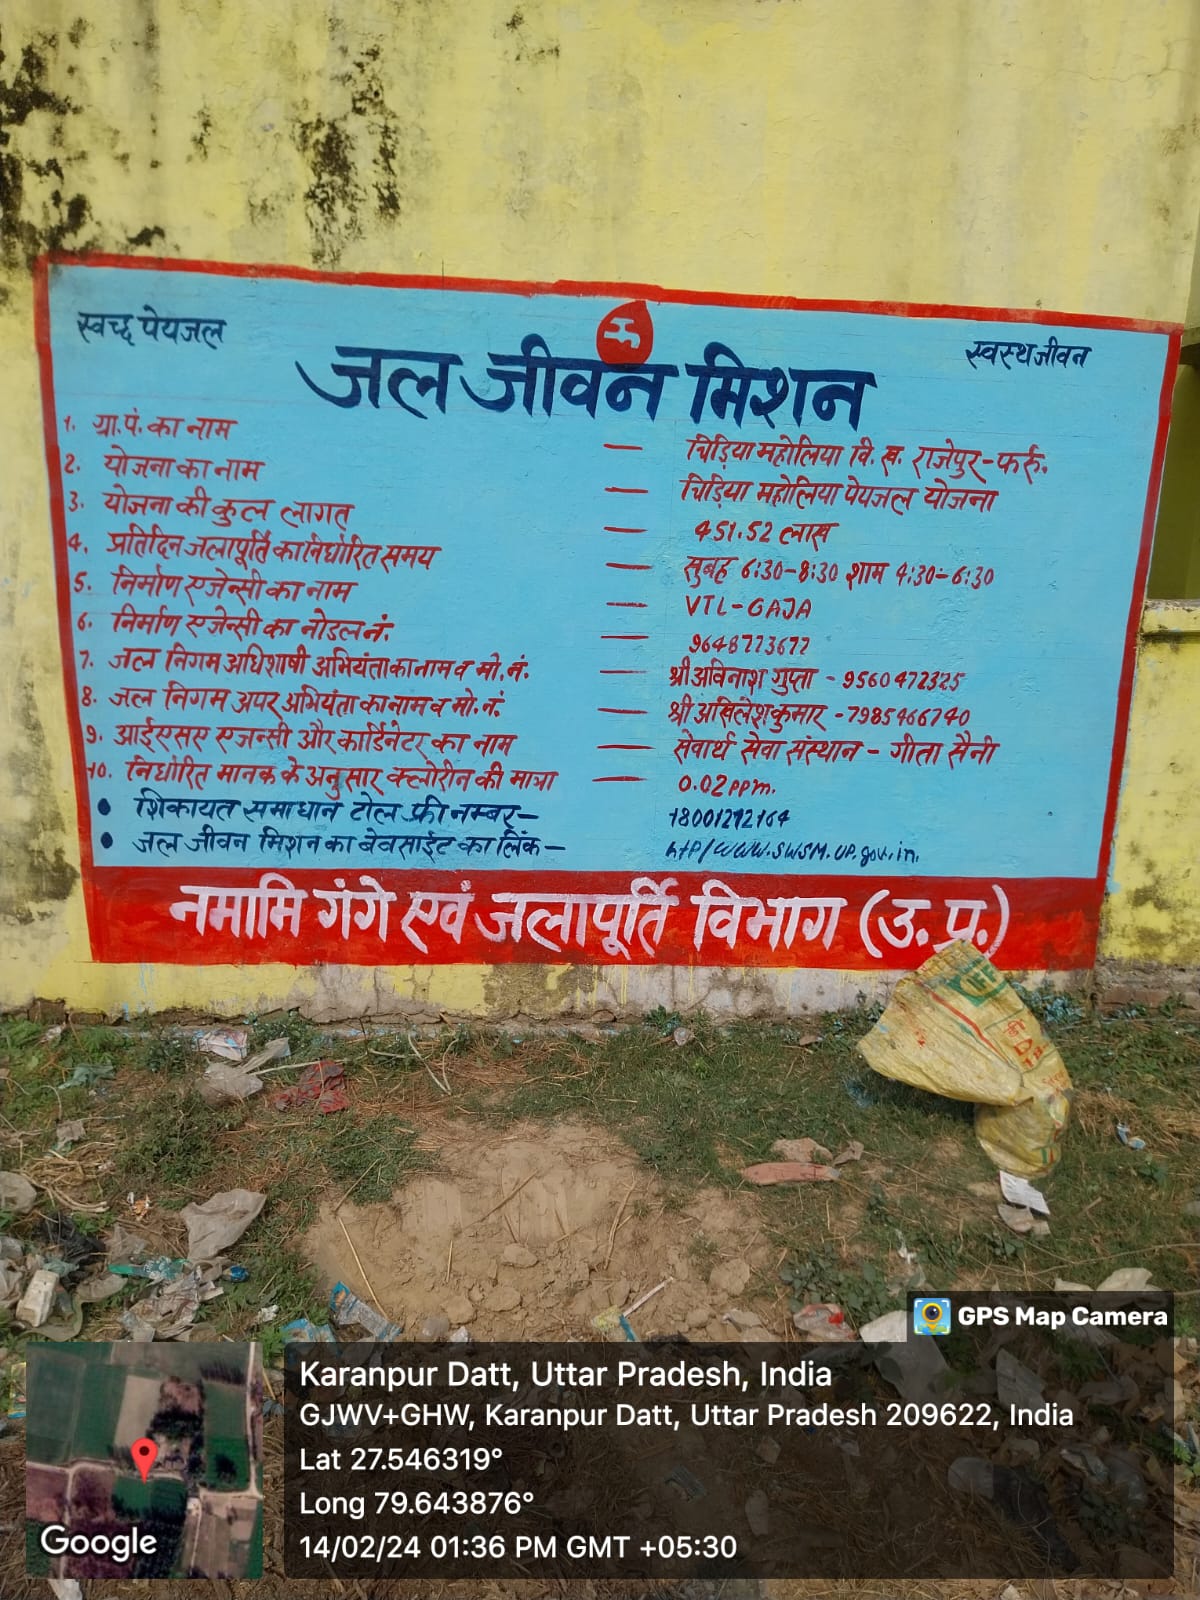 स्वच्छ पेयजल
स्वस्थ जीवन
जल जीवन मिशन
1. ग्रा.पं. का नाम — चिड़िया महोलिया वि. ख. राजेपुर-फर्रु.
2. योजना का नाम — चिड़िया महोलिया पेयजल योजना
3. योजना की कुल लागत — 451.52 लाख
4. प्रतिदिन जलापूर्ति का निर्धारित समय — सुबह 6:30-8:30 शाम 4:30-6:30
5. निर्माण एजेन्सी का नाम — VTL-GAJA
6. निर्माण एजेन्सी का नोडल नं. — 9648773677
7. जल निगम अधिशाषी अभियंता का नाम व मो.नं. — श्री अविनाश गुप्ता - 9560472325
8. जल निगम अपर अभियंता का नाम व मो.नं. — श्री अखिलेश कुमार - 7985466740
9. आईएसए एजन्सी और कार्डिनेटर का नाम — सेवार्थ सेवा संस्थान - गीता सैनी
10. निर्धारित मानक के अनुसार क्लोरीन की मात्रा — 0.02 PPm.
• शिकायत समाधान टोल फ्री नम्बर- 18001212164
• जल जीवन मिशन का बेवसाईट का लिंक- htP/WWW.SWSM.UP.gov.in.
नमामि गंगे एवं जलापूर्ति विभाग (उ.प्र.)
GPS Map Camera
Karanpur Datt, Uttar Pradesh, India
GJWV+GHW, Karanpur Datt, Uttar Pradesh 209622, India
Lat 27.546319°
Long 79.643876°
14/02/24 01:36 PM GMT +05:30
Google